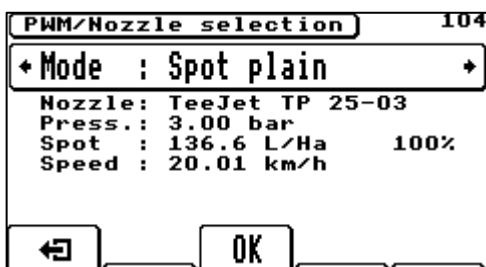 PWM/Nozzle selection 104
Mode : Spot plain
Nozzle: TeeJet TP 25-03
Press.: 3.00 bar
Spot : 136.6 L/Ha 100%
Speed : 20.01 km/h
OK